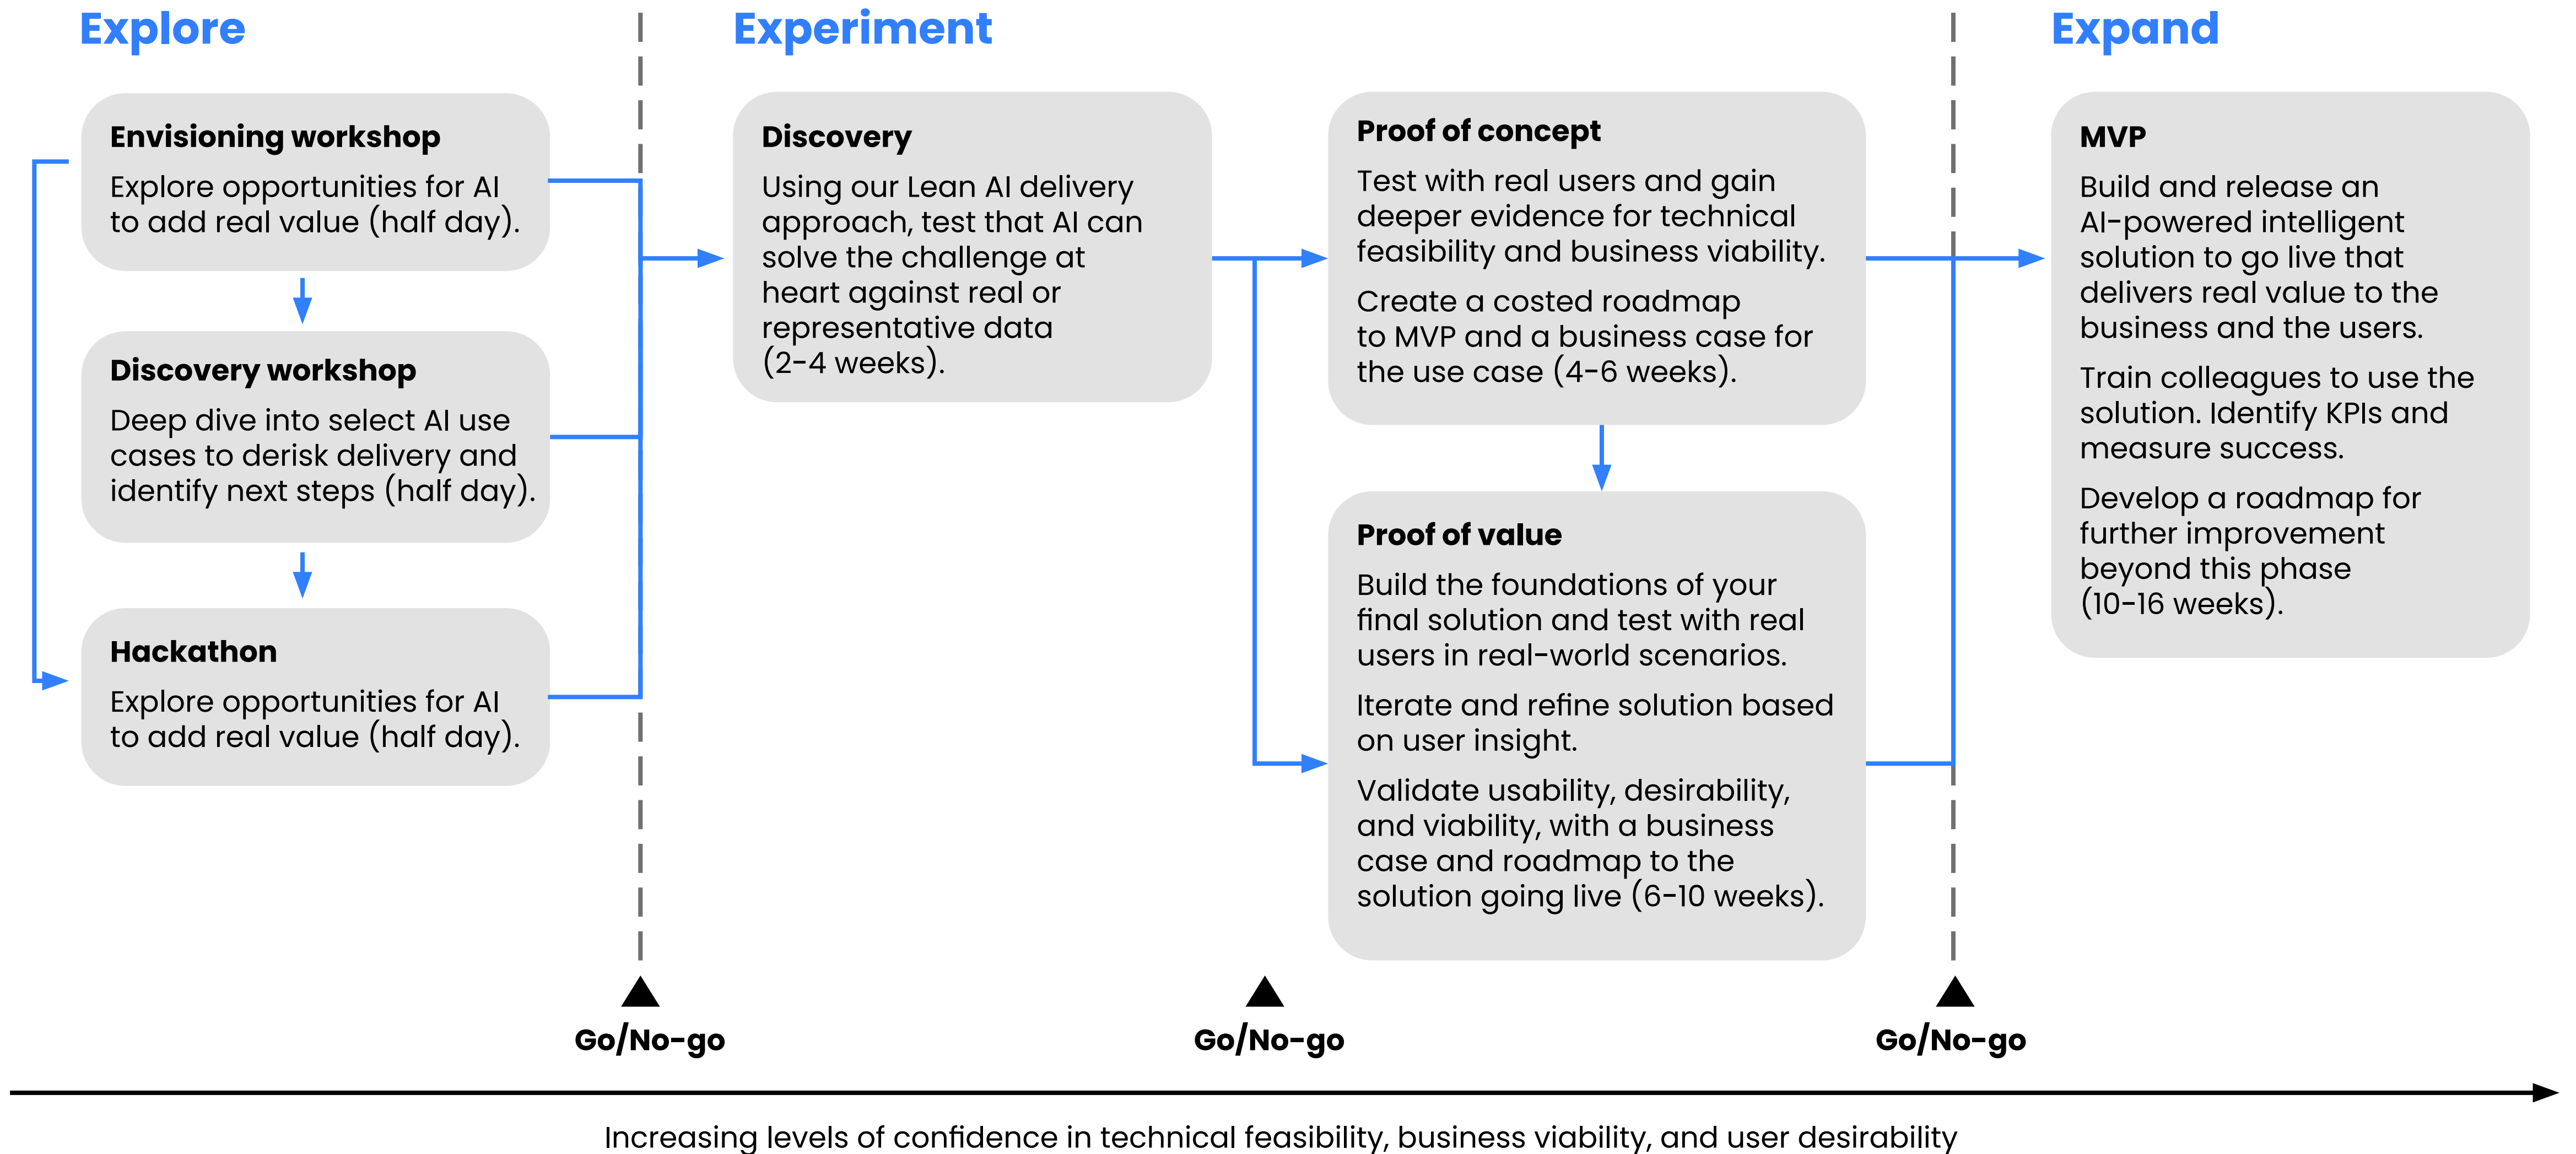 Explore
Envisioning workshop
Explore opportunities for AI
to add real value (half day).
Discovery workshop
Deep dive into select AI use
cases to derisk delivery and
identify next steps (half day).
Hackathon
Explore opportunities for AI
to add real value (half day).
Experiment
Discovery
Using our Lean AI delivery
approach, test that AI can
solve the challenge at
heart against real or
representative data
(2-4 weeks).
Proof of concept
Test with real users and gain
deeper evidence for technical
feasibility and business viability.
Create a costed roadmap
to MVP and a business case for
the use case (4-6 weeks).
Proof of value
Build the foundations of your
final solution and test with real
users in real-world scenarios.
Iterate and refine solution based
on user insight.
Validate usability, desirability,
and viability, with a business
case and roadmap to the
solution going live (6-10 weeks).
Expand
MVP
Build and release an
AI-powered intelligent
solution to go live that
delivers real value to the
business and the users.
Train colleagues to use the
solution. Identify KPIs and
measure success.
Develop a roadmap for
further improvement
beyond this phase
(10-16 weeks).
Go/No-go
Go/No-go
Go/No-go
Increasing levels of confidence in technical feasibility, business viability, and user desirability